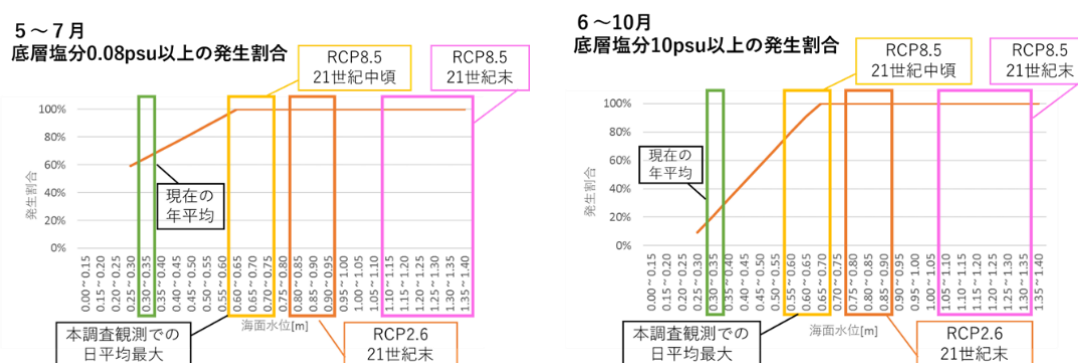 5～7月
底層塩分0.08psu以上の発生割合
RCP8.5
21世紀中頃
RCP8.5
21世紀末
100%
80%
60%
40%
20%
0%
発生割合
現在の
年平均
0.00～0.15
0.15～0.20
0.20～0.25
0.25～0.30
0.30～0.35
0.35～0.40
0.40～0.45
0.45～0.50
0.50～0.55
0.55～0.60
0.60～0.65
0.65～0.70
0.70～0.75
0.75～0.80
0.80～0.85
0.85～0.90
0.90～0.95
0.95～1.00
1.00～1.05
1.05～1.10
1.10～1.15
1.15～1.20
1.20～1.25
1.25～1.30
1.30～1.35
1.35～1.40
海面水位[m]
本調査観測での
日平均最大
RCP2.6
21世紀末
6～10月
底層塩分10psu以上の発生割合
RCP8.5
21世紀中頃
RCP8.5
21世紀末
100%
80%
60%
40%
20%
0%
発生割合
現在の
年平均
0.00～0.15
0.15～0.20
0.20～0.25
0.25～0.30
0.30～0.35
0.35～0.40
0.40～0.45
0.45～0.50
0.50～0.55
0.55～0.60
0.60～0.65
0.65～0.70
0.70～0.75
0.75～0.80
0.80～0.85
0.85～0.90
0.90～0.95
0.95～1.00
1.00～1.05
1.05～1.10
1.10～1.15
1.15～1.20
1.20～1.25
1.25～1.30
1.30～1.35
1.35～1.40
海面水位[m]
本調査観測での
日平均最大
RCP2.6
21世紀末